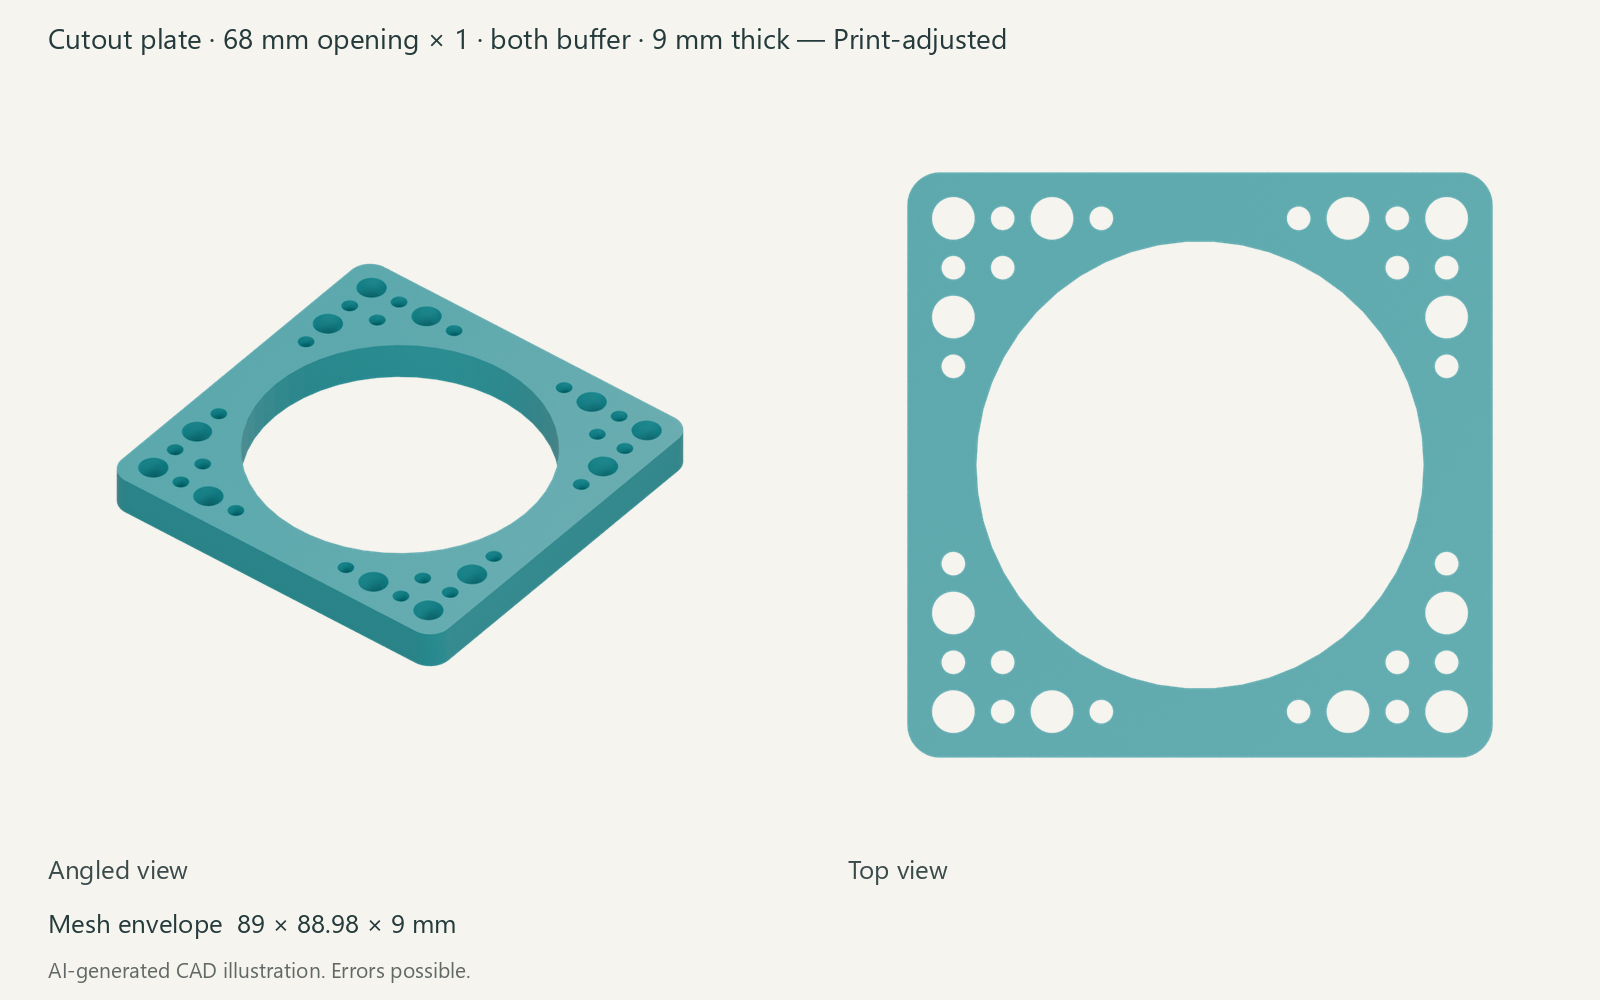 Cutout plate · 68 mm opening × 1 · both buffer · 9 mm thick — Print-adjusted
Angled view
Top view
Mesh envelope 89 × 88.98 × 9 mm
AI-generated CAD illustration. Errors possible.